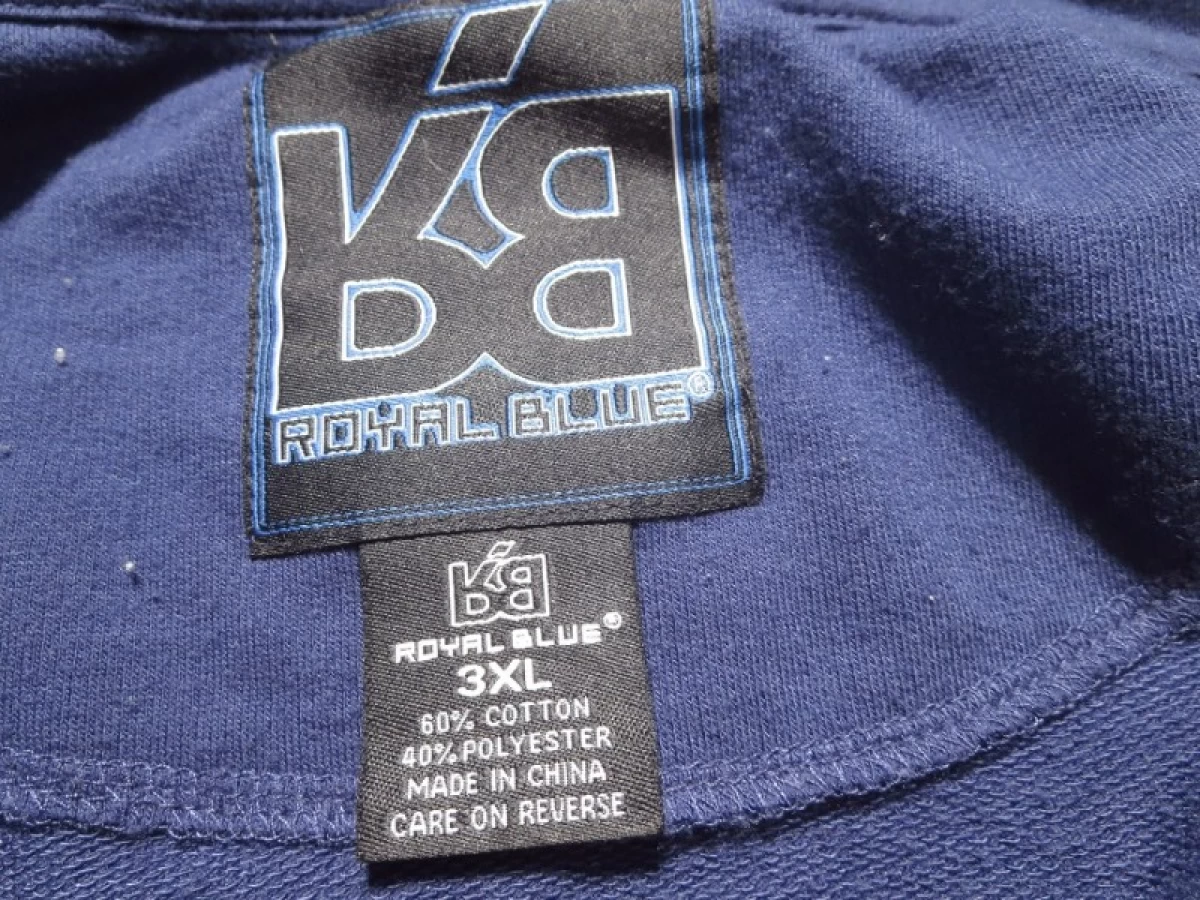 ROYAL BLUE®
ROYAL BLUE®
3XL
60% COTTON
40% POLYESTER
MADE IN CHINA
CARE ON REVERSE